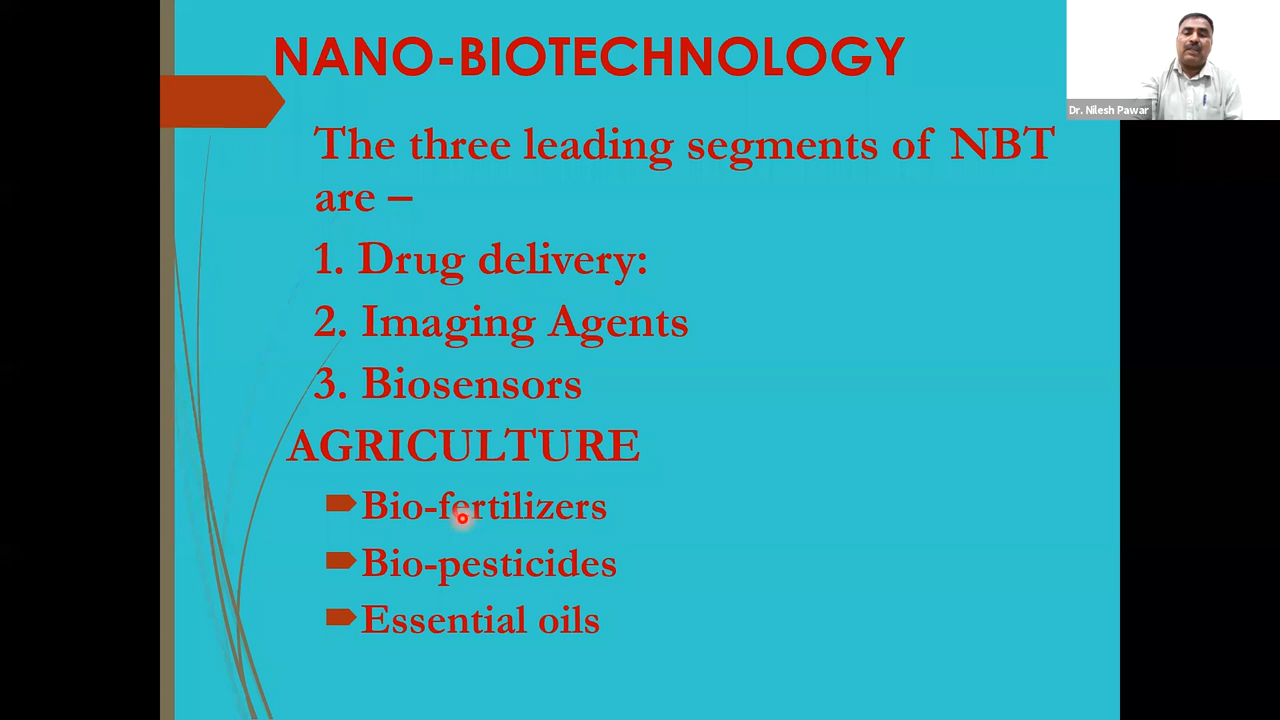 NANO-BIOTECHNOLOGY
Dr. Nilesh Pawar
The three leading segments of NBT
are –
1. Drug delivery:
2. Imaging Agents
3. Biosensors
AGRICULTURE
Bio-fertilizers
Bio-pesticides
Essential oils